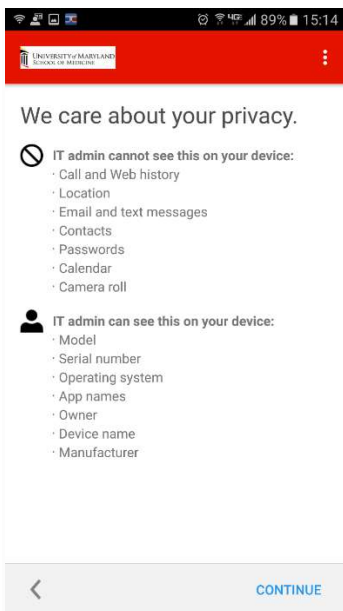 4G 89% 15:14
UNIVERSITY of MARYLAND
SCHOOL OF MEDICINE
We care about your privacy.
IT admin cannot see this on your device:
· Call and Web history
· Location
· Email and text messages
· Contacts
· Passwords
· Calendar
· Camera roll
IT admin can see this on your device:
· Model
· Serial number
· Operating system
· App names
· Owner
· Device name
· Manufacturer
CONTINUE